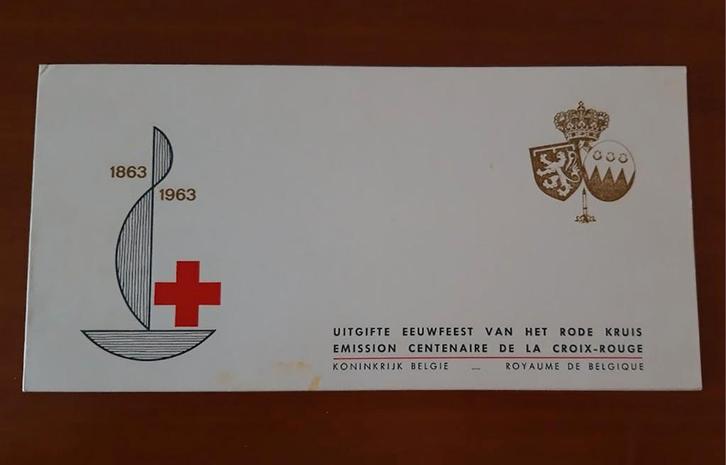 1863
1963
UITGIFTE EEUWFEEST VAN HET RODE KRUIS
EMISSION CENTENAIRE DE LA CROIX-ROUGE
KONINKRIJK BELGIE — ROYAUME DE BELGIQUE